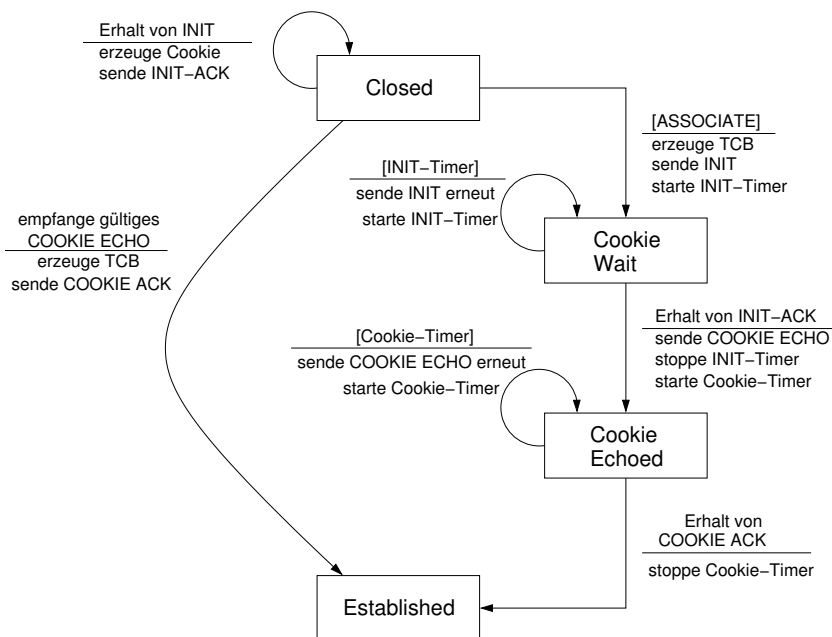 Erhalt von INIT
erzeuge Cookie
sende INIT−ACK
Closed
[ASSOCIATE]
erzeuge TCB
sende INIT
starte INIT−Timer
[INIT−Timer]
sende INIT erneut
starte INIT−Timer
Cookie
Wait
empfange gültiges
COOKIE ECHO
erzeuge TCB
sende COOKIE ACK
Erhalt von INIT−ACK
sende COOKIE ECHO
stoppe INIT−Timer
starte Cookie−Timer
[Cookie−Timer]
sende COOKIE ECHO erneut
starte Cookie−Timer
Cookie
Echoed
Erhalt von
COOKIE ACK
stoppe Cookie−Timer
Established